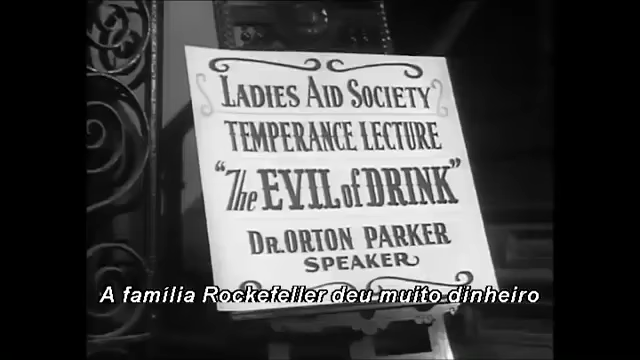 LADIES AID SOCIETY
TEMPERANCE LECTURE
"The EVIL of DRINK"
DR. ORTON PARKER
SPEAKER
A família Rockefeller deu muito dinheiro